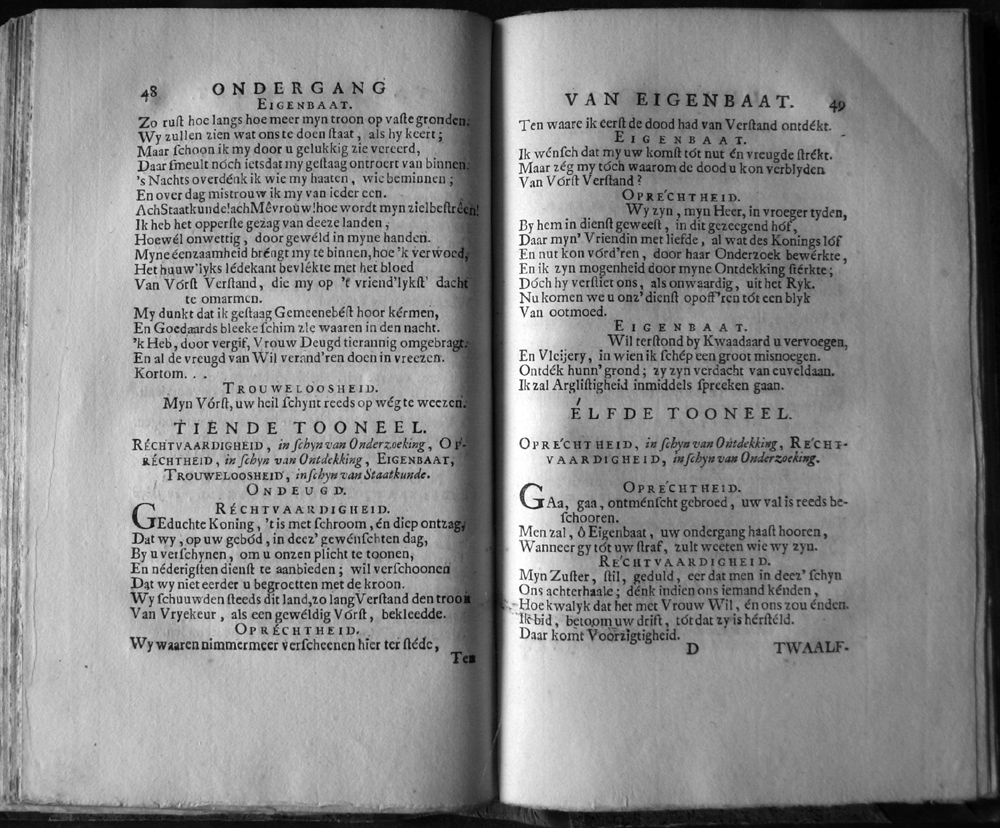 48 ONDERGANG
EIGENBAAT.
Zo ruſt hoe langs hoe meer myn troon op vaſte gronden.
Wy zullen zien wat ons te doen ſtaat, als hy keert;
Maar ſchoon ik my door u gelukkig zie vereerd,
Daar ſmeult nóch ietsdat my geſtaag ontroert van binnen.
's Nachts overdénk ik wie my haaten, wie beminnen;
En over dag mistrouw ik my van ieder een.
Ach Staatkunde! ach Mêvrouw! hoe wordt myn ziel beſtréén!
Ik heb het opperſte gezag van deeze landen,
Hoewél onwettig, door gewéld in myne handen.
Myne éénzaamheid bréngt my te binnen, hoe 'k verwoed,
Het huuw'lyks lédekant bevlékte met het bloed
Van Vórſt Verſtand, die my op 't vriend'lykſt' dacht
te omarmen.
My dunkt dat ik geſtaag Gemeenebéſt hoor kérmen,
En Goedaards bleeke ſchim zie waaren in den nacht.
'k Heb, door vergif, Vrouw Deugd tierannig omgebragt.
En al de vreugd van Wil verand'ren doen in vreezen.
Kortom. . .
TROUWELOOSHEID.
Myn Vórſt, uw heil ſchynt reeds op wég te weezen.
TIENDE TOONEEL.
RÉCHTVAARDIGHEID, in ſchyn van Onderzoeking, OP-
RÉCHTHEID, in ſchyn van Ontdekking, EIGENBAAT,
TROUWELOOSHEID, in ſchyn van Staatkunde.
ONDEUGD.
RÉCHTVAARDIGHEID.
GEduchte Koning, 't is met ſchroom, én diep ontzag,
Dat wy, op uw gebód, in deez' gewénſchten dag,
By u verſchynen, om u onzen plicht te toonen,
En néderigſten dienſt te aanbieden; wil verſchoonen
Dat wy niet eerder u begroetten met de kroon.
Wy ſchuuwden ſteeds dit land, zo lang Verſtand den troon
Van Vryekeur, als een gewéldig Vórſt, bekleedde.
OPRÉCHTHEID.
Wy waaren nimmermeer verſcheenen hier ter ſtéde,
Ten
VAN EIGENBAAT. 49
Ten waare ik eerſt de dood had van Verſtand ontdékt.
EIGENBAAT.
Ik wénſch dat my uw komſt tót nut én vreugde ſtrékt.
Maar zég my tóch waarom de dood u kon verblyden
Van Vórſt Verſtand?
OPRÉCHTHEID.
Wy zyn, myn Heer, in vroeger tyden,
By hem in dienſt geweeſt, in dit gezeegend hóf,
Daar myn' Vriendin met liefde, al wat des Konings lóf
En nut kon vórd'ren, door haar Onderzoek bewérkte,
En ik zyn mogenheid door myne Ontdekking ſtérkte;
Dóch hy verſtiet ons, als onwaardig, uit het Ryk.
Nu komen we u onz' dienſt opoff'ren tót een blyk
Van ootmoed.
EIGENBAAT.
Wil terſtond by Kwaadaard u vervoegen,
En Vleijery, in wien ik ſchép een groot misnoegen.
Ontdék hunn' grond; zy zyn verdacht van euveldaan.
Ik zal Argliſtigheid inmiddels ſpreeken gaan.
ÉLFDE TOONEEL.
OPRÉCHTHEID, in ſchyn van Ontdekking, RÉCHT-
VAARDIGHEID, in ſchyn van Onderzoeking.
OPRÉCHTHEID.
GAa, gaa, ontménſcht gebroed, uw val is reeds be-
ſchooren.
Men zal, ô Eigenbaat, uw ondergang haaſt hooren,
Wanneer gy tót uw ſtraf, zult weeten wie wy zyn.
RÉCHTVAARDIGHEID.
Myn Zuſter, ſtil, geduld, eer dat men in deez' ſchyn
Ons achterhaale; dénk indien ons iemand kénden,
Hoe kwalyk dat het met Vrouw Wil, én ons zou énden.
Ik bid, betoom uw drift, tót dat zy is hérſtéld.
Daar komt Voorzigtigheid.
D TWAALF-